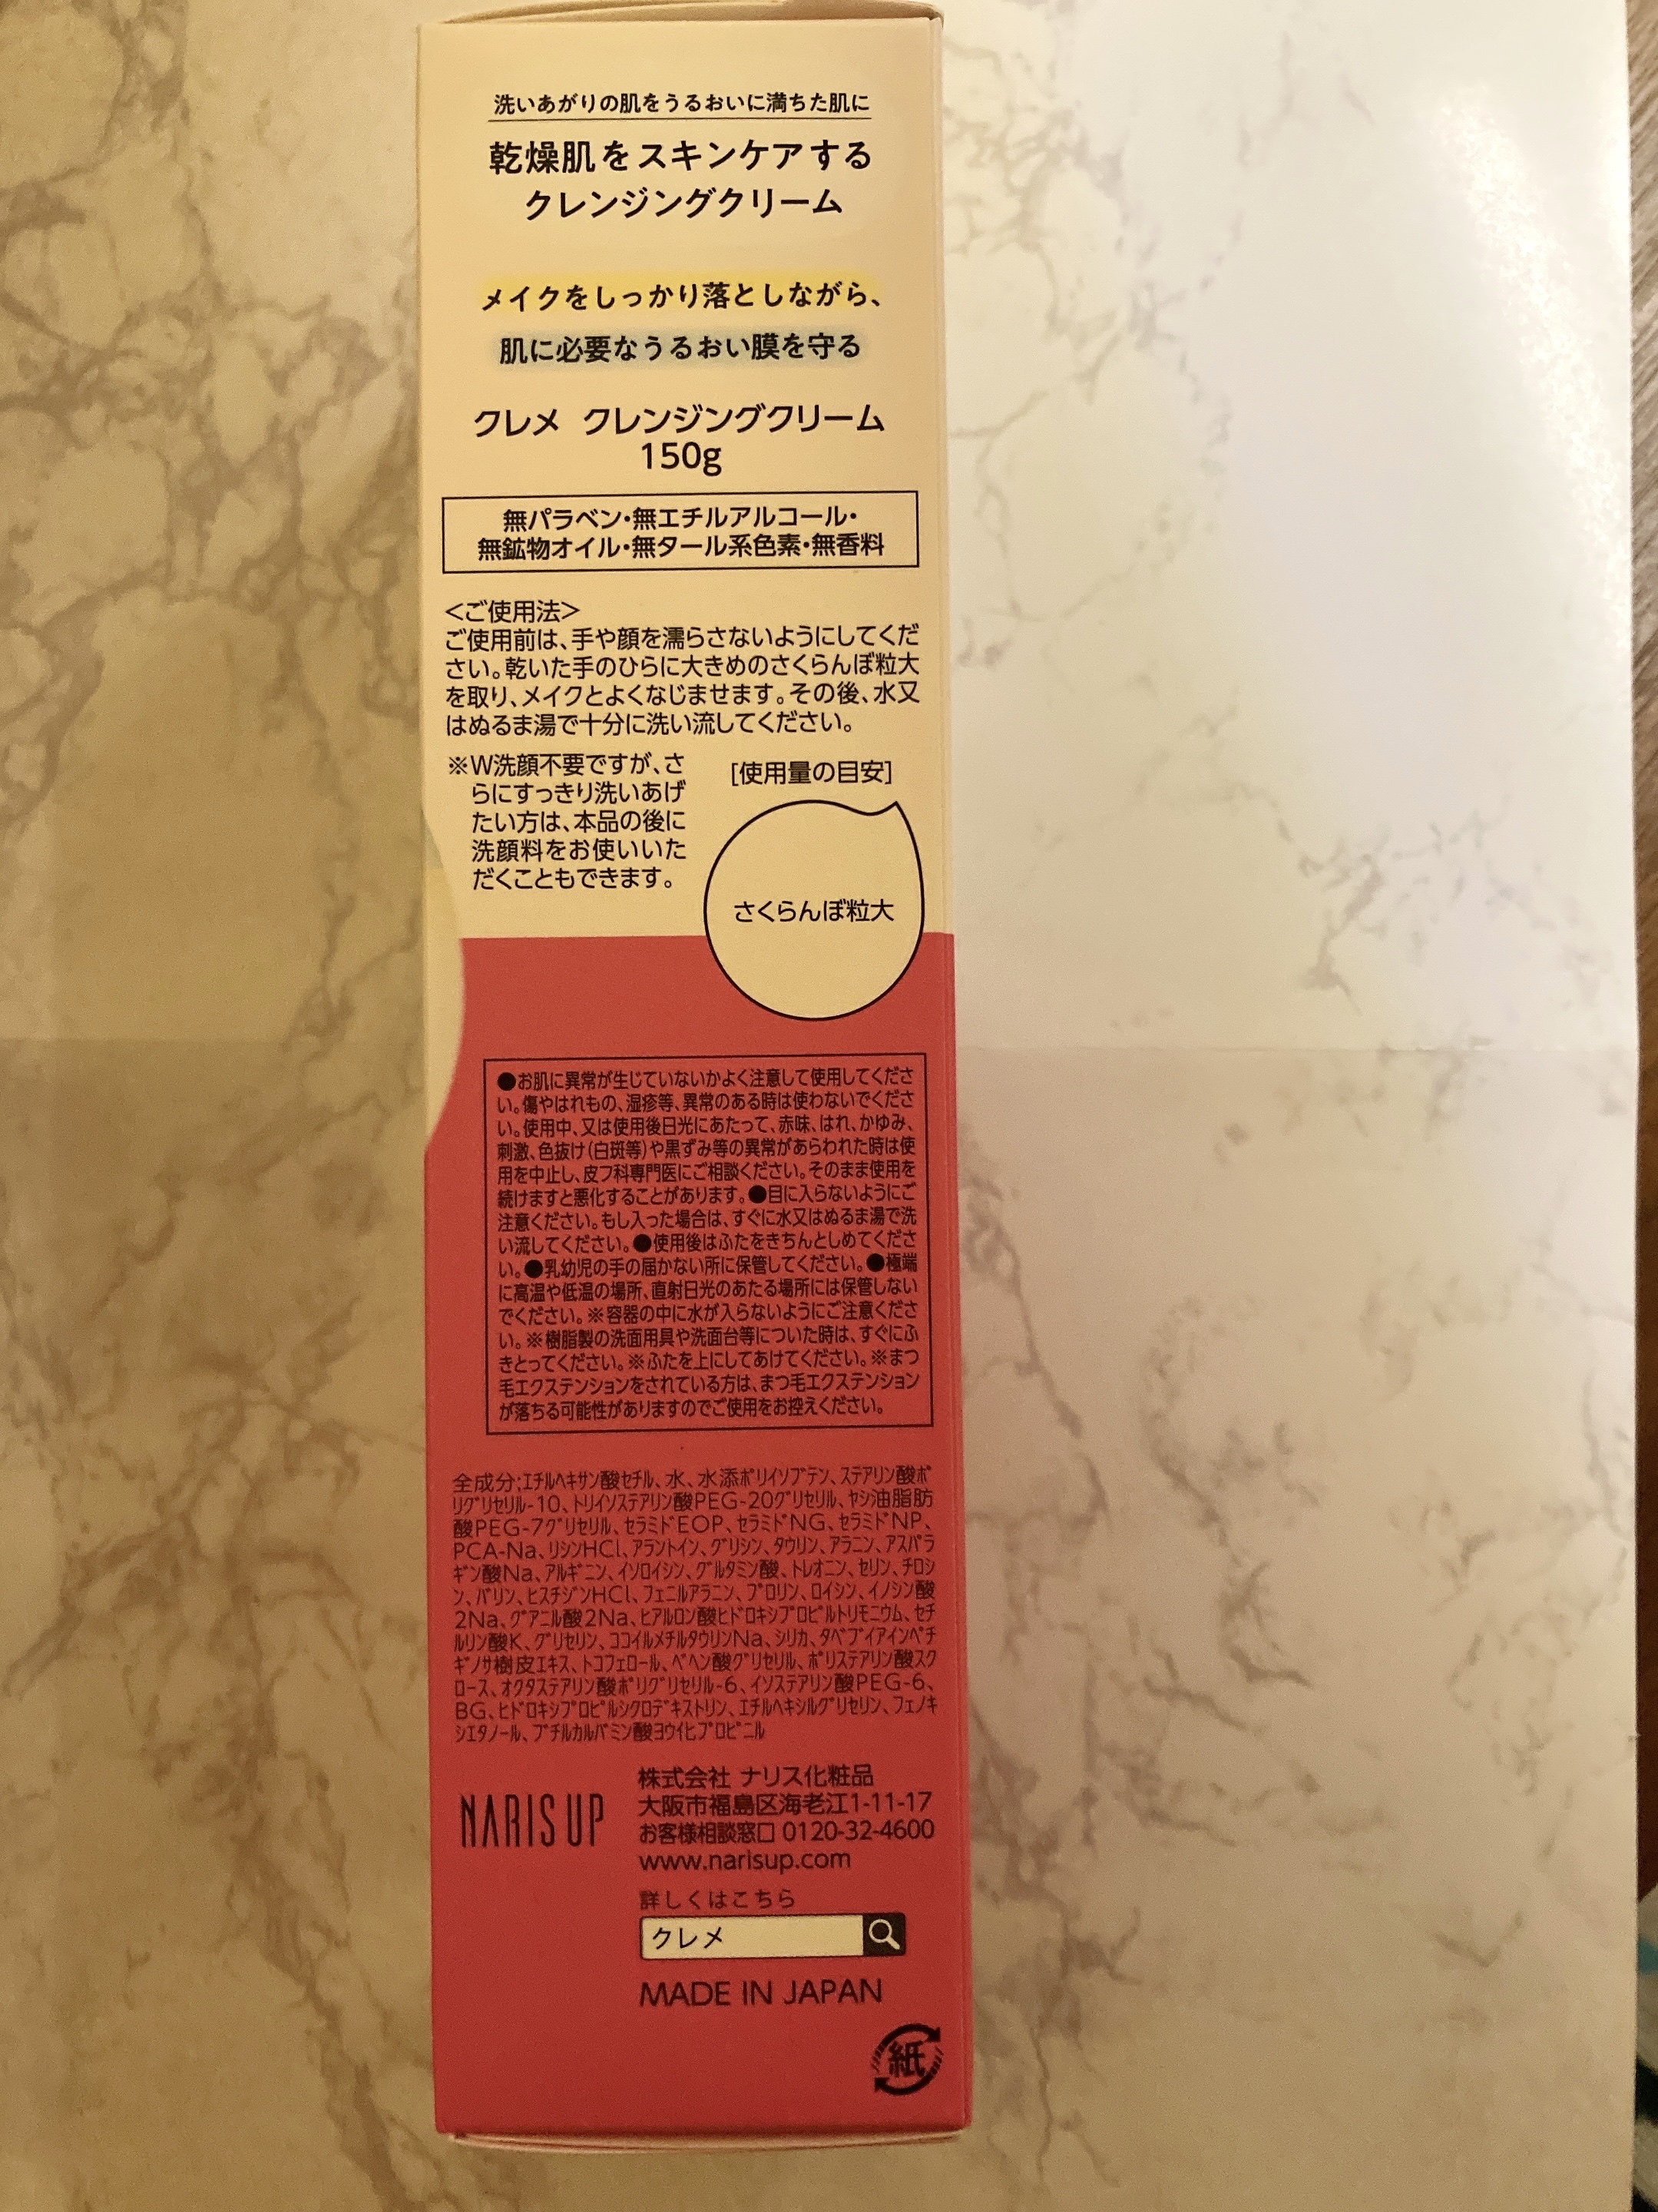 洗いあがりの肌をうるおいに満ちた肌に
乾燥肌をスキンケアする
クレンジングクリーム
メイクをしっかり落としながら、
肌に必要なうるおい膜を守る
クレメ クレンジングクリーム
150g
無パラベン・無エチルアルコール・
無鉱物オイル・無タール系色素・無香料
＜ご使用法＞
ご使用前は、手や顔を濡らさないようにしてくだ
さい。乾いた手のひらに大きめのさくらんぼ粒大
を取り、メイクとよくなじませます。その後、水又
はぬるま湯で十分に洗い流してください。
※W洗顔不要ですが、さ
らにすっきり洗いあげ
たい方は、本品の後に
洗顔料をお使いいた
だくこともできます。
[使用量の目安]
さくらんぼ粒大
●お肌に異常が生じていないかよく注意して使用してくださ
い。傷やはれもの、湿疹等、異常のある時は使わないでくださ
い。使用中、又は使用後日光にあたって、赤味、はれ、かゆみ、
刺激、色抜け(白斑等)や黒ずみ等の異常があらわれた時は使
用を中止し、皮フ科専門医にご相談ください。そのまま使用を
続けますと悪化することがあります。●目に入らないようにご
注意ください。もし入った場合は、すぐに水又はぬるま湯で洗
い流してください。●使用後はふたをきちんとしめてくださ
い。●乳幼児の手の届かない所に保管してください。●極端
に高温や低温の場所、直射日光のあたる場所には保管しない
でください。※容器の中に水が入らないようにご注意くださ
い。※樹脂製の洗面用具や洗面台等についた時は、すぐにふ
きとってください。※ふたを上にしてあけてください。※まつ
毛エクステンションをされている方は、まつ毛エクステンション
が落ちる可能性がありますのでご使用をお控えください。
全成分;ｴﾁﾙﾍｷｻﾝ酸ｾﾁﾙ、水、水添ﾎﾟﾘｲｿﾌﾞﾃﾝ、ｽﾃｱﾘﾝ酸ﾎﾟ
ﾘｸﾞﾘｾﾘﾙ-10、ﾄﾘｲｿｽﾃｱﾘﾝ酸PEG-20ｸﾞﾘｾﾘﾙ、ﾔｼ油脂肪
酸PEG-7ｸﾞﾘｾﾘﾙ、ｾﾗﾐﾄﾞEOP、ｾﾗﾐﾄﾞNG、ｾﾗﾐﾄﾞNP、
PCA-Na、ﾘｼﾝHCl、ｱﾗﾝﾄｲﾝ、ｸﾞﾘｼﾝ、ﾀｳﾘﾝ、ｱﾗﾆﾝ、ｱｽﾊﾟﾗ
ｷﾞﾝ酸Na、ｱﾙｷﾞﾆﾝ、ｲｿﾛｲｼﾝ、ｸﾞﾙﾀﾐﾝ酸、ﾄﾚｵﾆﾝ、ｾﾘﾝ、ﾁﾛｼ
ﾝ、ﾊﾞﾘﾝ、ﾋｽﾁｼﾞﾝHCl、ﾌｪﾆﾙｱﾗﾆﾝ、ﾌﾟﾛﾘﾝ、ﾛｲｼﾝ、ｲﾉｼﾝ酸
2Na、ｸﾞｱﾆﾙ酸2Na、ﾋｱﾙﾛﾝ酸ﾋﾄﾞﾛｷｼﾌﾟﾛﾋﾟﾙﾄﾘﾓﾆｳﾑ、ｾﾁ
ﾙﾘﾝ酸K、ｸﾞﾘｾﾘﾝ、ｺｺｲﾙﾒﾁﾙﾀｳﾘﾝNa、ｼﾘｶ、ﾀﾍﾞﾌﾞｲｱｲﾝﾍﾟﾁ
ｷﾞﾉｻ樹皮ｴｷｽ、ﾄｺﾌｪﾛｰﾙ、ﾍﾞﾍﾝ酸ｸﾞﾘｾﾘﾙ、ﾎﾟﾘｽﾃｱﾘﾝ酸ｽｸ
ﾛｰｽ、ｵｸﾀｽﾃｱﾘﾝ酸ﾎﾟﾘｸﾞﾘｾﾘﾙ-6、ｲｿｽﾃｱﾘﾝ酸PEG-6、
BG、ﾋﾄﾞﾛｷｼﾌﾟﾛﾋﾟﾙｼｸﾛﾃﾞｷｽﾄﾘﾝ、ｴﾁﾙﾍｷｼﾙｸﾞﾘｾﾘﾝ、ﾌｪﾉｷ
ｼｴﾀﾉｰﾙ、ﾌﾞﾁﾙｶﾙﾊﾞﾐﾝ酸ﾖｳ化ﾌﾟﾛﾋﾟﾆﾙ
NARIS UP
株式会社 ナリス化粧品
大阪市福島区海老江1-11-17
お客様相談窓口 0120-32-4600
www.narisup.com
詳しくはこちら
クレメ
MADE IN JAPAN
紙